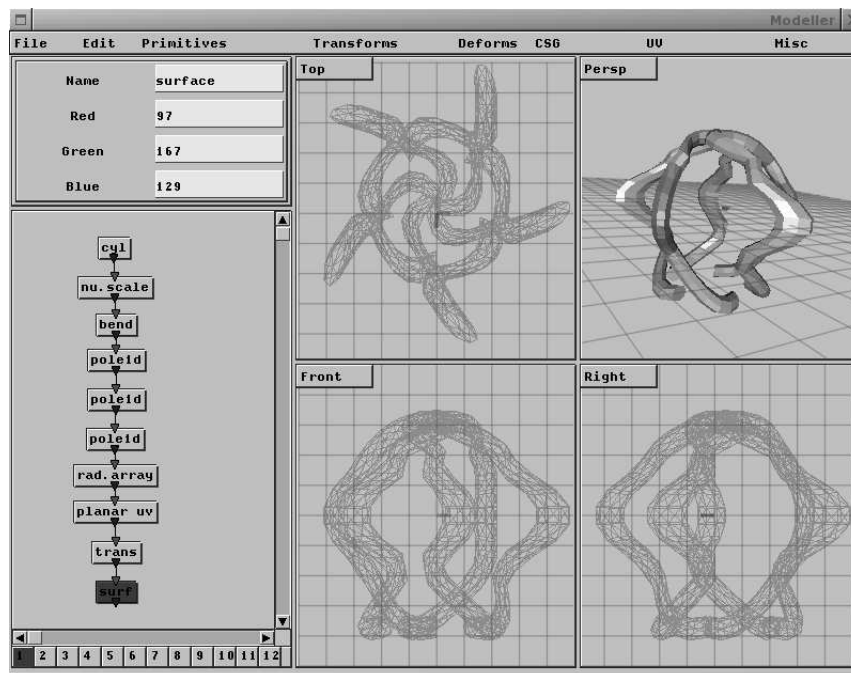 Modeller
File Edit Primitives Transforms Deforms CSG UV Misc
Name surface
Red 97
Green 167
Blue 129
cyl
nu.scale
bend
pole1d
pole1d
pole1d
rad.array
planar uv
trans
surf
1 2 3 4 5 6 7 8 9 10 11 12
Top
Persp
Front
Right